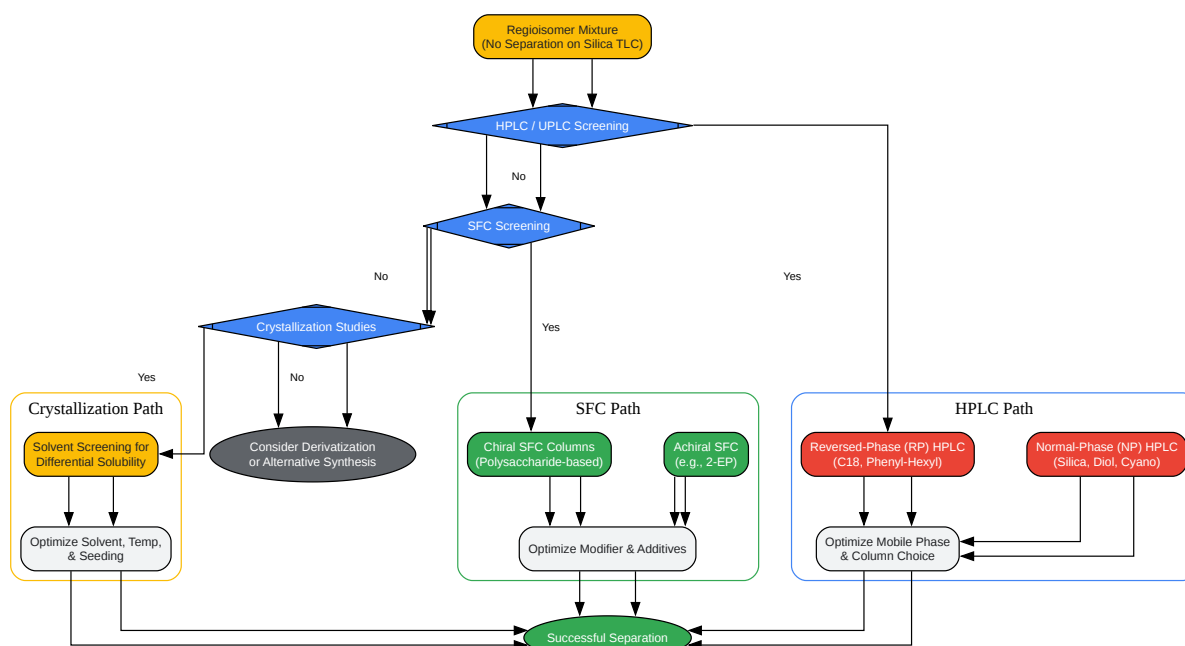 Regioisomer Mixture
(No Separation on Silica TLC)
HPLC / UPLC Screening
No
SFC Screening
No
Yes
Crystallization Studies
Yes
Yes
No
Crystallization Path
SFC Path
HPLC Path
Solvent Screening for
Differential Solubility
Consider Derivatization
or Alternative Synthesis
Chiral SFC Columns
(Polysaccharide-based)
Achiral SFC
(e.g., 2-EP)
Reversed-Phase (RP) HPLC
(C18, Phenyl-Hexyl)
Normal-Phase (NP) HPLC
(Silica, Diol, Cyano)
Optimize Solvent, Temp,
& Seeding
Optimize Modifier & Additives
Optimize Mobile Phase
& Column Choice
Successful Separation